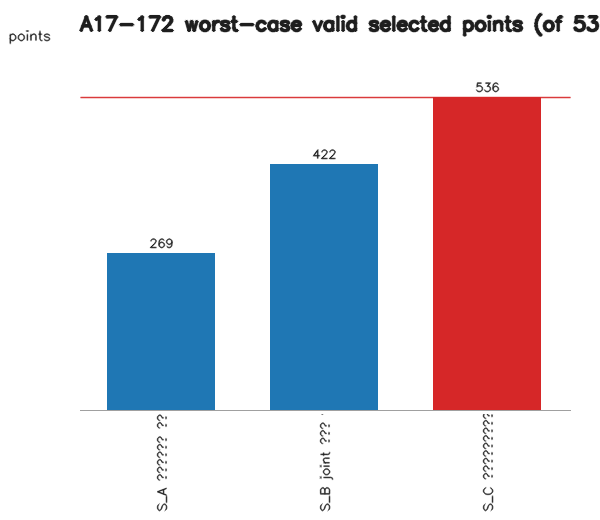 A17-172 worst-case valid selected points (of 53
points
536
422
269
S_A ?????? ??
S_B joint ???
S_C ?????????